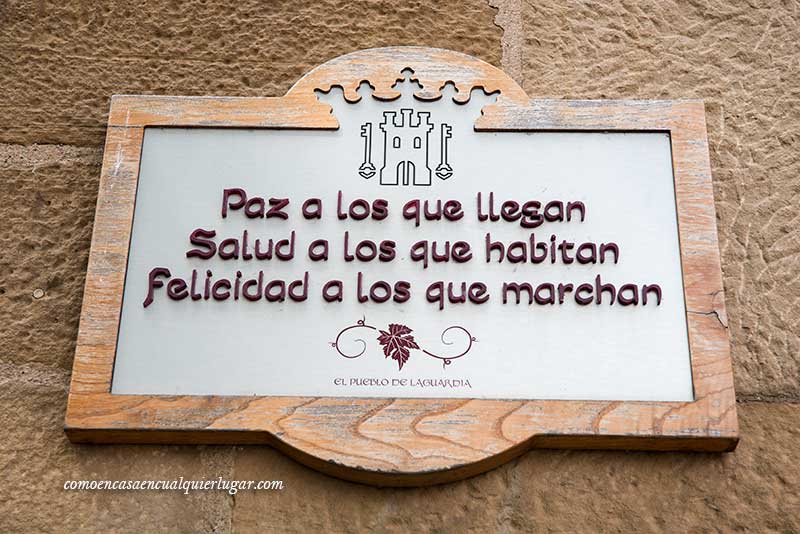 Paz a los que llegan
Salud a los que habitan
Felicidad a los que marchan
EL PUEBLO DE LAGUARDIA
comoencasaencualquierlugar.com